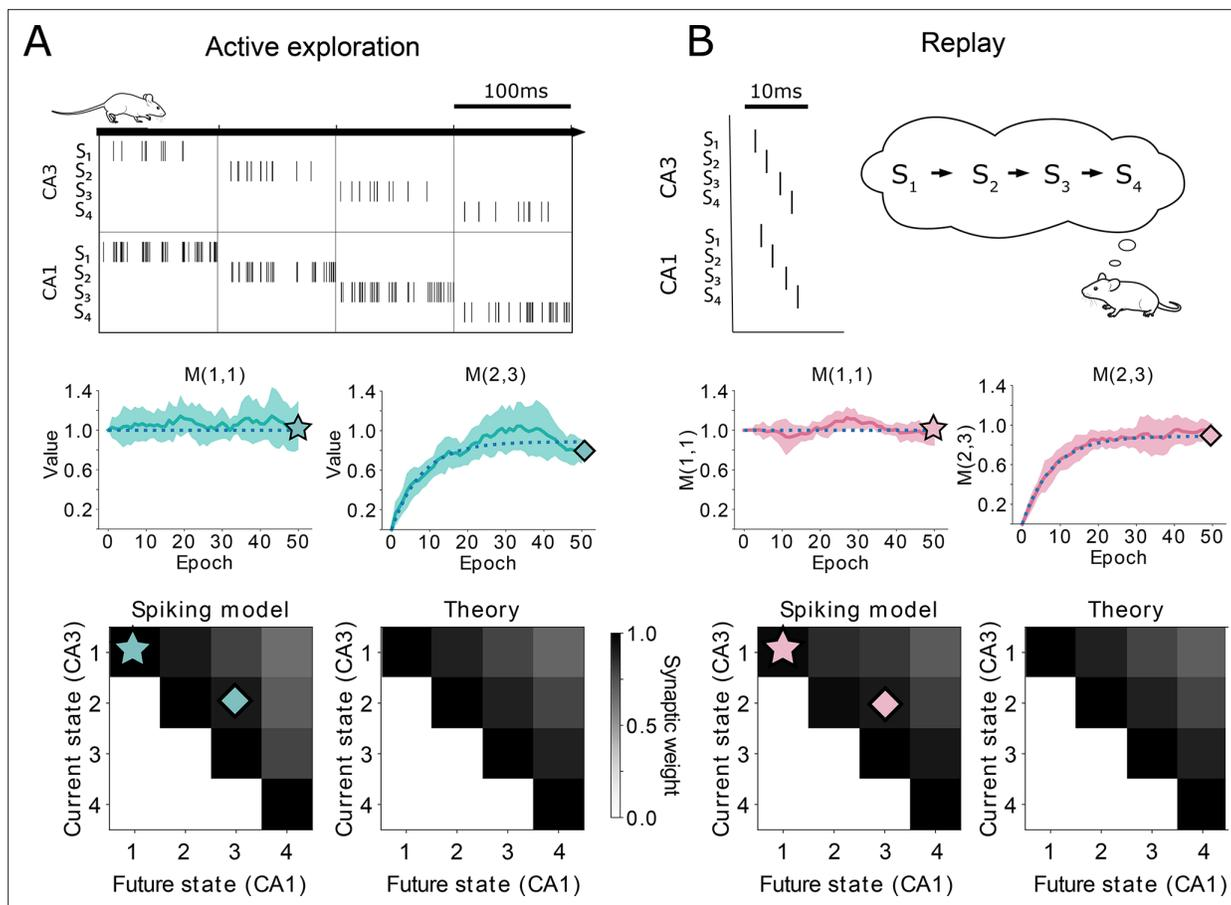 A
Active exploration
100ms
CA3
S1
S2
S3
S4
CA1
S1
S2
S3
S4
M(1,1)
Value
1.4
1.0
0.6
0.2
0 10 20 30 40 50
Epoch
M(2,3)
Value
1.4
1.0
0.6
0.2
0 10 20 30 40 50
Epoch
Spiking model
Current state (CA3)
1
2
3
4
1 2 3 4
Future state (CA1)
Theory
Current state (CA3)
1 2 3 4
Future state (CA1)
1.0
0.5
0.0
Synaptic weight
B
Replay
10ms
CA3
S1
S2
S3
S4
CA1
S1
S2
S3
S4
S1 → S2 → S3 → S4
M(1,1)
M(1,1)
1.4
1.0
0.6
0.2
0 10 20 30 40 50
Epoch
M(2,3)
M(2,3)
1.4
1.0
0.6
0.2
0 10 20 30 40 50
Epoch
Spiking model
Current state (CA3)
1
2
3
4
1 2 3 4
Future state (CA1)
Theory
Current state (CA3)
1 2 3 4
Future state (CA1)